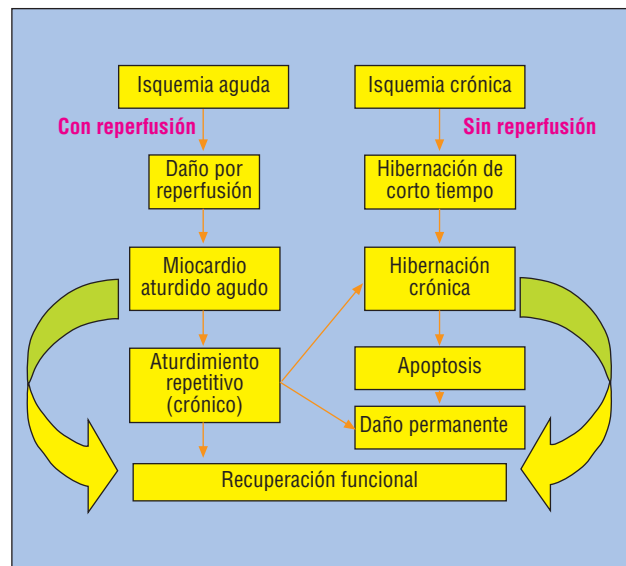 Isquemia aguda
Isquemia crónica
Con reperfusión
Sin reperfusión
Daño por
reperfusión
Hibernación de
corto tiempo
Miocardio
aturdido agudo
Hibernación
crónica
Aturdimiento
repetitivo
(crónico)
Apoptosis
Daño permanente
Recuperación funcional